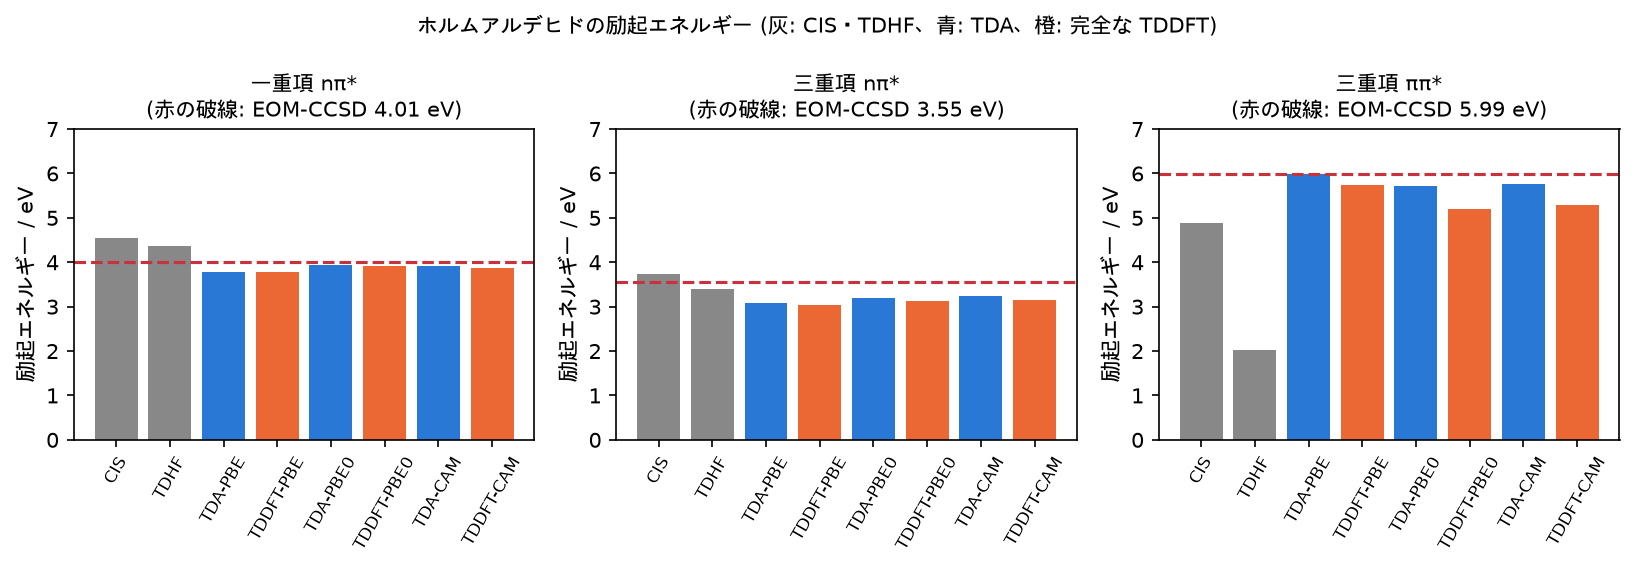 ホルムアルデヒドの励起エネルギー (灰: CIS・TDHF、青: TDA、橙: 完全な TDDFT)
一重項 nπ*
(赤の破線: EOM-CCSD 4.01 eV)
励起エネルギー / eV
7
6
5
4
3
2
1
0
CIS
TDHF
TDA-PBE
TDDFT-PBE
TDA-PBE0
TDDFT-PBE0
TDA-CAM
TDDFT-CAM
三重項 nπ*
(赤の破線: EOM-CCSD 3.55 eV)
励起エネルギー / eV
7
6
5
4
3
2
1
0
CIS
TDHF
TDA-PBE
TDDFT-PBE
TDA-PBE0
TDDFT-PBE0
TDA-CAM
TDDFT-CAM
三重項 ππ*
(赤の破線: EOM-CCSD 5.99 eV)
励起エネルギー / eV
7
6
5
4
3
2
1
0
CIS
TDHF
TDA-PBE
TDDFT-PBE
TDA-PBE0
TDDFT-PBE0
TDA-CAM
TDDFT-CAM